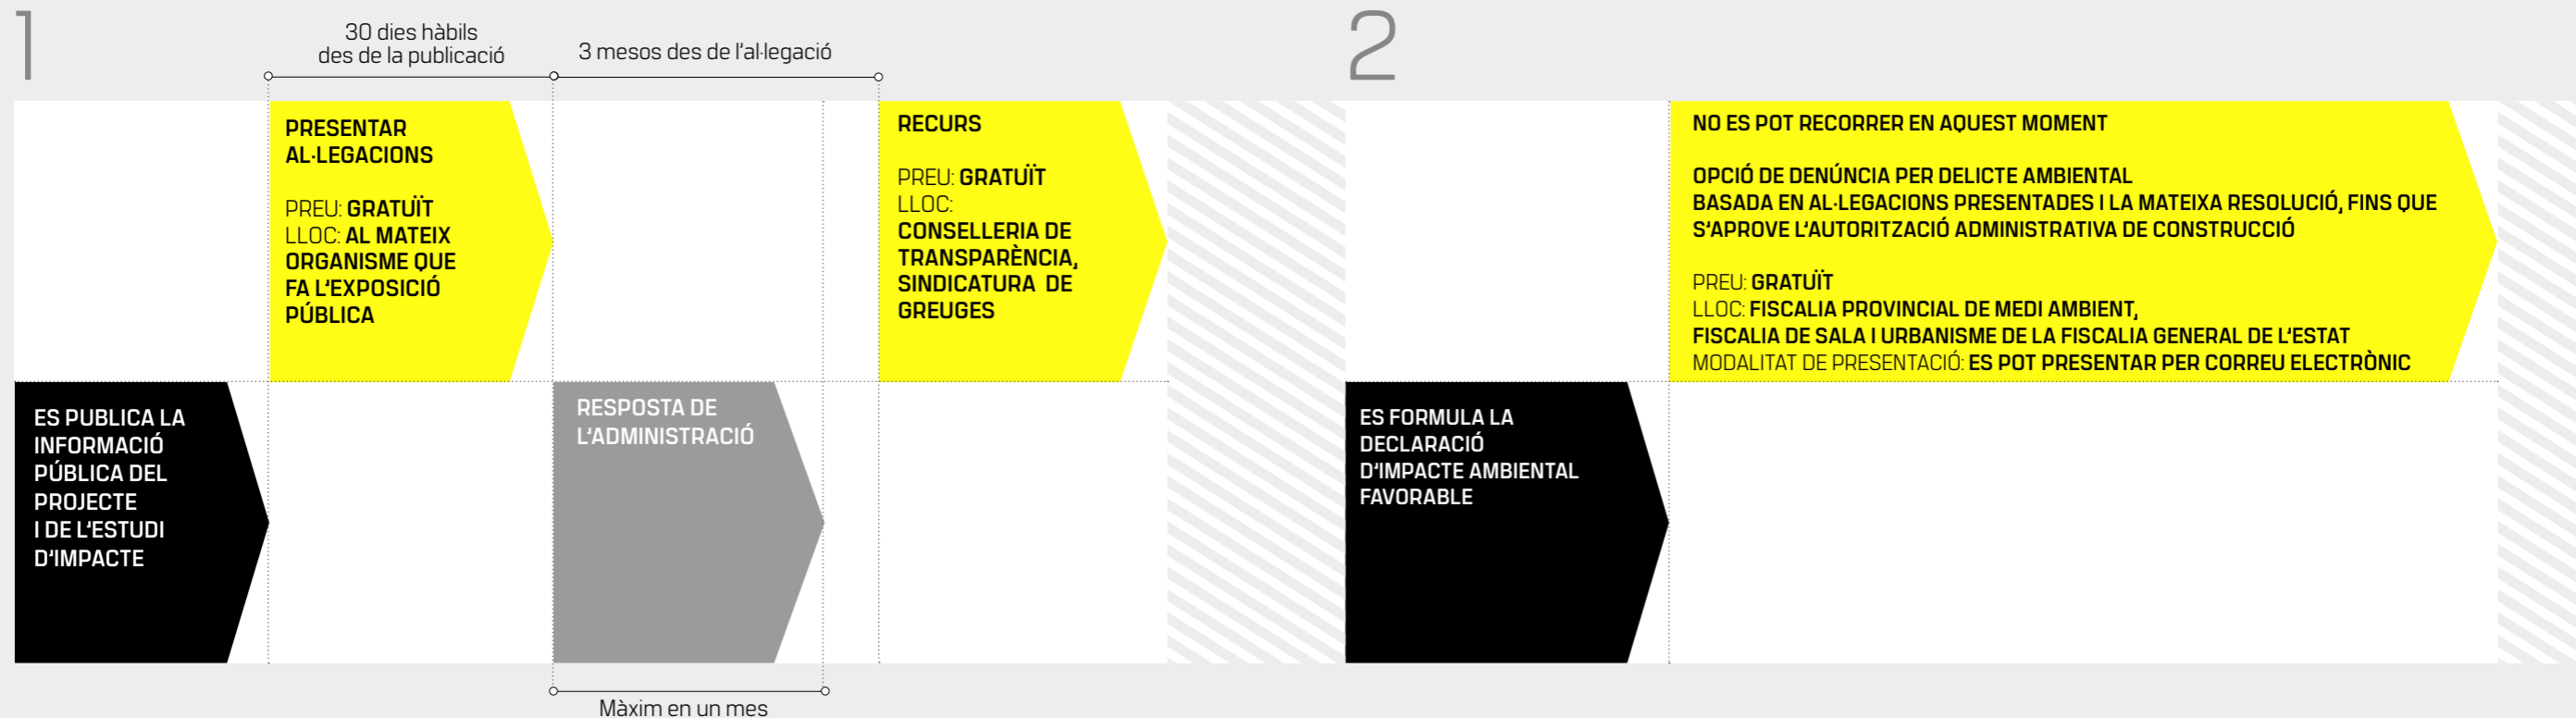 1
30 dies hàbils
des de la publicació
3 mesos des de l'al·legació
PRESENTAR
AL·LEGACIONS
PREU: GRATUÏT
LLOC: AL MATEIX
ORGANISME QUE
FA L'EXPOSICIÓ
PÚBLICA
RECURS
PREU: GRATUÏT
LLOC:
CONSELLERIA DE
TRANSPARÈNCIA,
SINDICATURA DE
GREUGES
ES PUBLICA LA
INFORMACIÓ
PÚBLICA DEL
PROJECTE
I DE L'ESTUDI
D'IMPACTE
RESPOSTA DE
L'ADMINISTRACIÓ
Màxim en un mes
2
NO ES POT RECORRER EN AQUEST MOMENT
OPCIÓ DE DENÚNCIA PER DELICTE AMBIENTAL
BASADA EN AL·LEGACIONS PRESENTADES I LA MATEIXA RESOLUCIÓ, FINS QUE
S'APROVE L'AUTORITZACIÓ ADMINISTRATIVA DE CONSTRUCCIÓ
PREU: GRATUÏT
LLOC: FISCALIA PROVINCIAL DE MEDI AMBIENT,
FISCALIA DE SALA I URBANISME DE LA FISCALIA GENERAL DE L'ESTAT
MODALITAT DE PRESENTACIÓ: ES POT PRESENTAR PER CORREU ELECTRÒNIC
ES FORMULA LA
DECLARACIÓ
D'IMPACTE AMBIENTAL
FAVORABLE